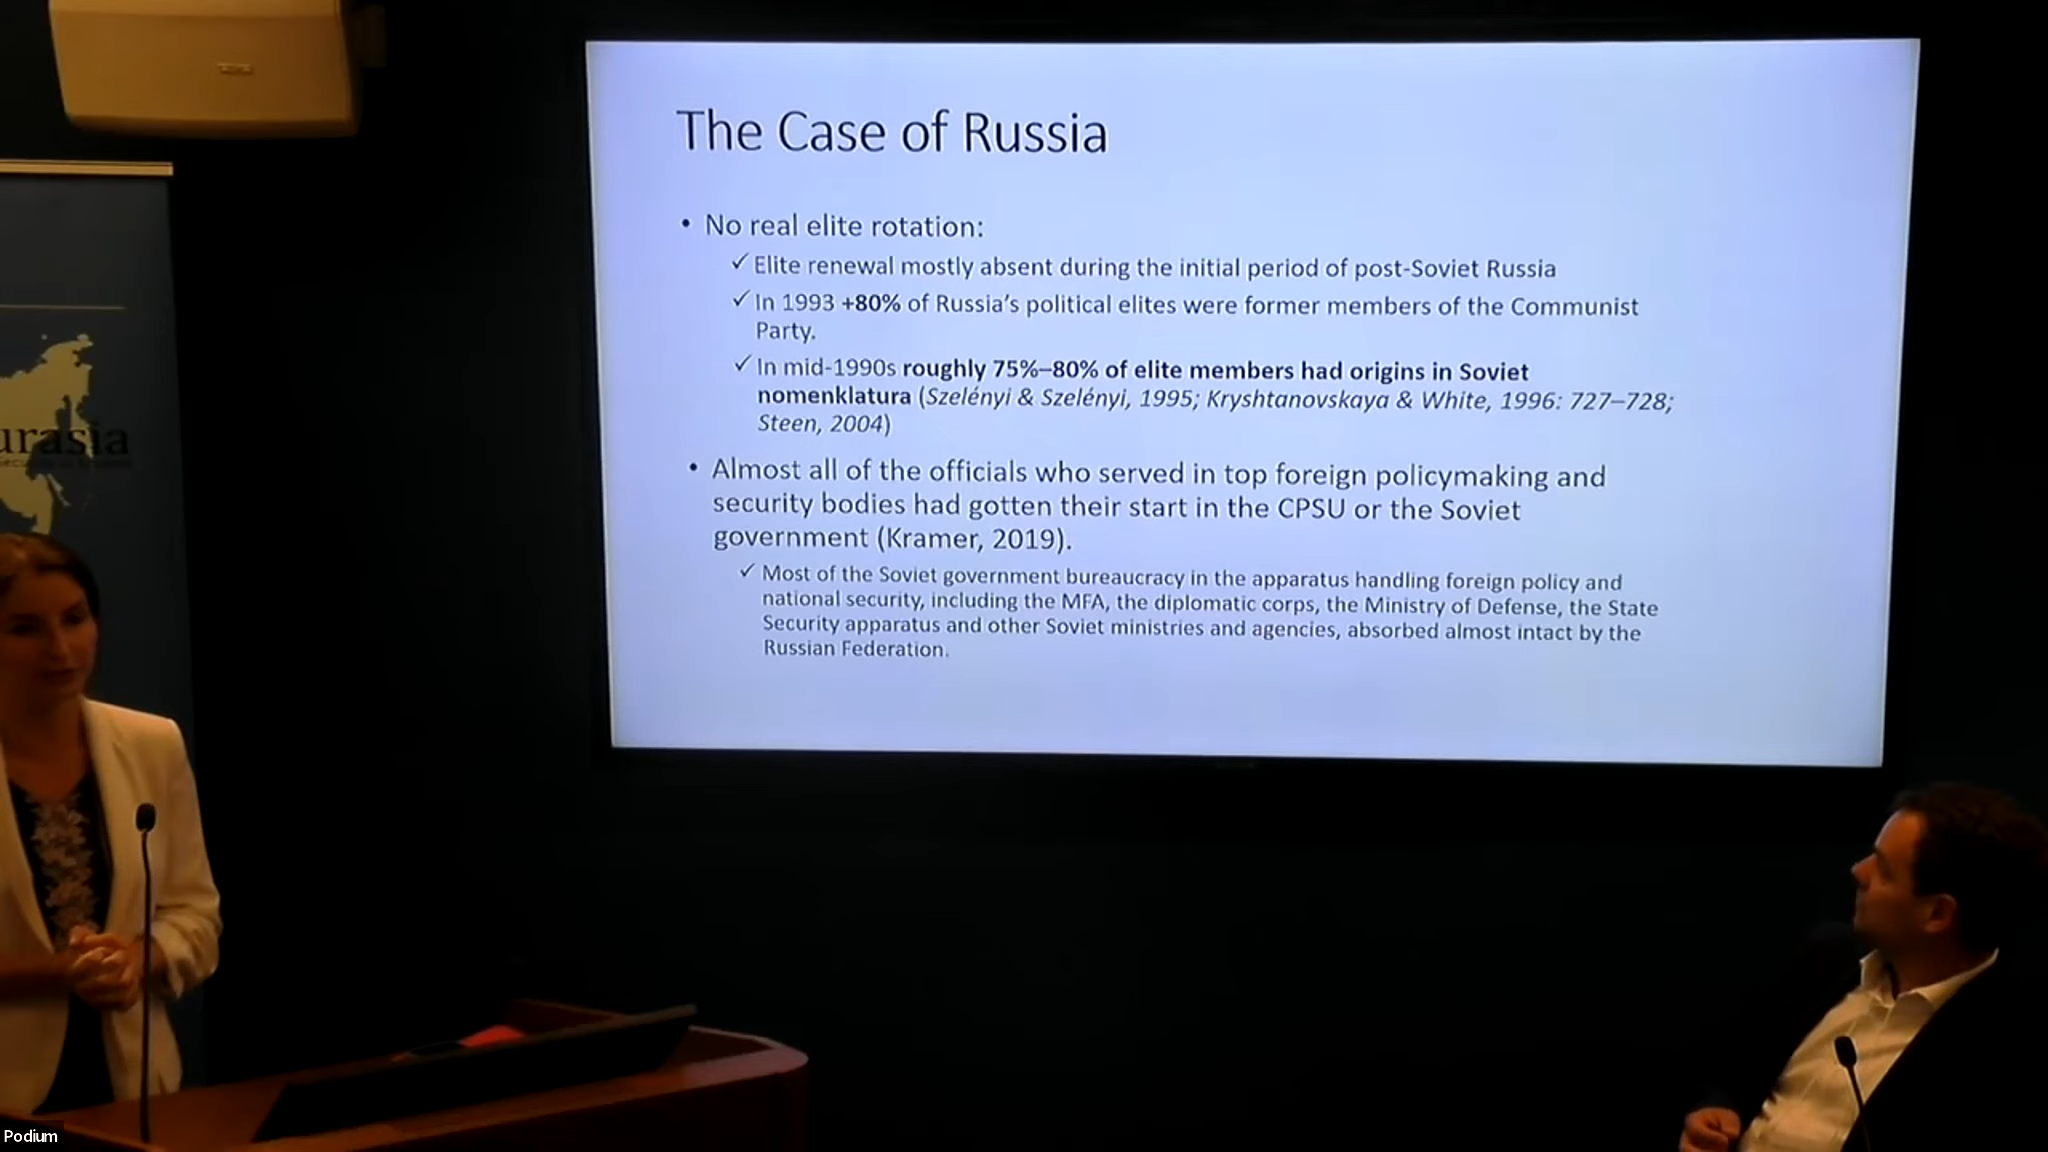 The Case of Russia
• No real elite rotation:
✓ Elite renewal mostly absent during the initial period of post-Soviet Russia
✓ In 1993 +80% of Russia's political elites were former members of the Communist
Party.
✓ In mid-1990s roughly 75%–80% of elite members had origins in Soviet
nomenklatura (Szelényi & Szelényi, 1995; Kryshtanovskaya & White, 1996: 727–728;
Steen, 2004)
• Almost all of the officials who served in top foreign policymaking and
security bodies had gotten their start in the CPSU or the Soviet
government (Kramer, 2019).
✓ Most of the Soviet government bureaucracy in the apparatus handling foreign policy and
national security, including the MFA, the diplomatic corps, the Ministry of Defense, the State
Security apparatus and other Soviet ministries and agencies, absorbed almost intact by the
Russian Federation.
urasia
Podium